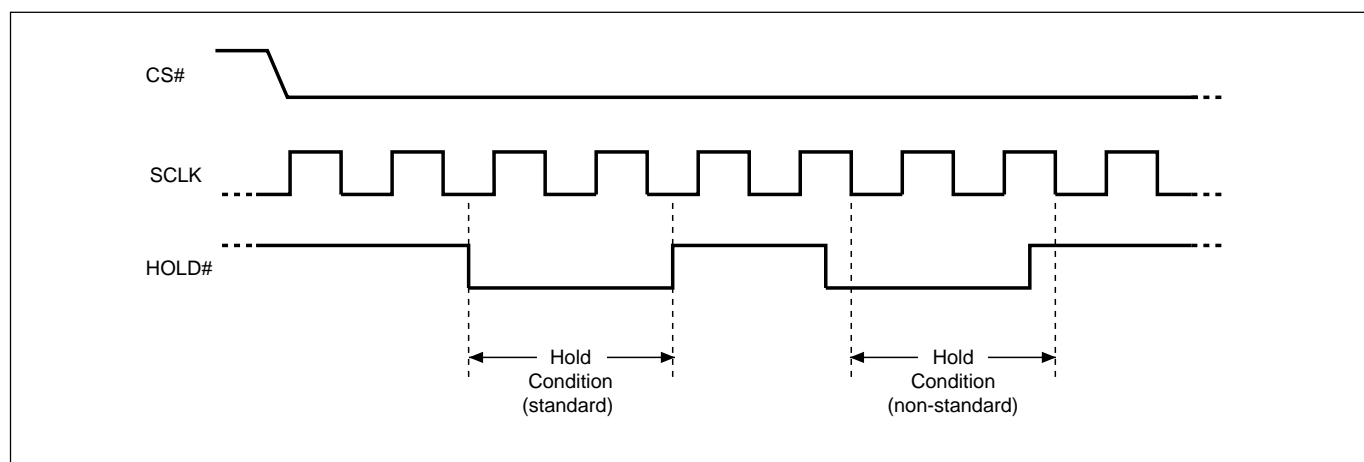 CS#
SCLK
HOLD#
Hold
Condition
(standard)
Hold
Condition
(non-standard)